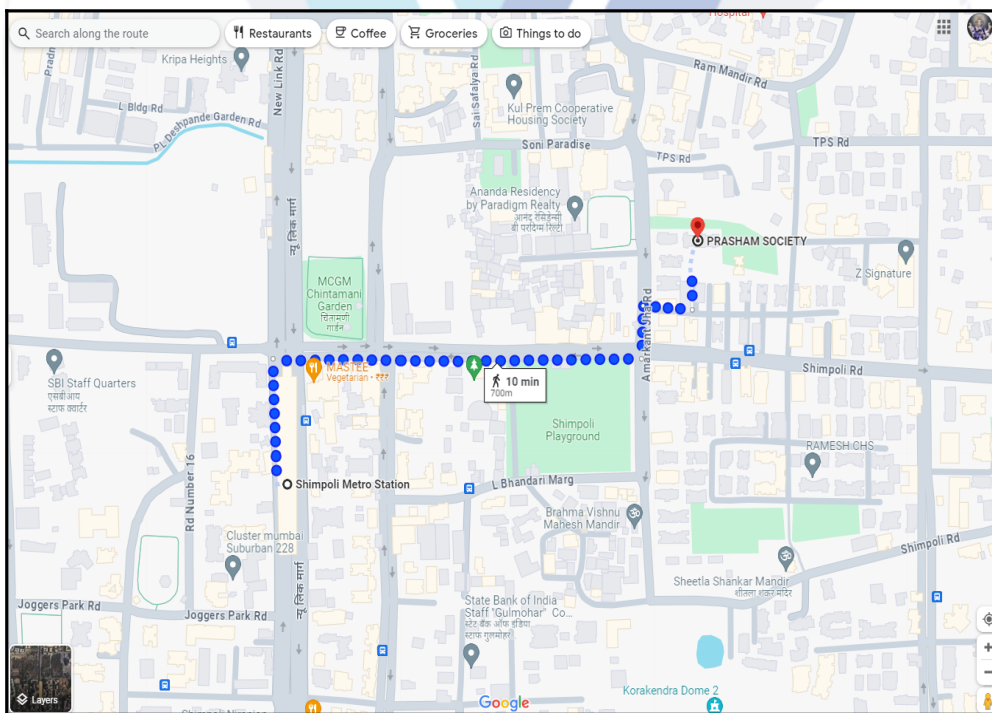 Search along the route
Restaurants
Coffee
Groceries
Things to do
Hospital
Kripa Heights
New Link Rd
Sai Safalya Rd
Ram Mandir Rd
L Bldg Rd
PL Deshpande Garden Rd
Kul Prem Cooperative
Housing Society
Soni Paradise
TPS Rd
TPS Rd
Ananda Residency
by Paradigm Realty
न्यू लिंक मार्ग
PRASHAM SOCIETY
Z Signature
MCGM
Chintamani
Garden
चिंतामणी
गार्डन
Amarkant Jha Rd
MASTEE
Vegetarian • ₹₹₹
10 min
700m
Shimpoli Rd
SBI Staff Quarters
एसबीआय
स्टाफ क्वार्टर
Shimpoli
Playground
RAMESH CHS
Rd Number 16
Shimpoli Metro Station
L Bhandari Marg
Brahma Vishnu
Mahesh Mandir
Cluster mumbai
Suburban 228
Shimpoli Rd
Sheetla Shankar Mandir
शीतला शंकर मंदिर
न्यू लिंक मार्ग
Joggers Park Rd
Joggers Park Rd
State Bank of India
Staff "Gulmohar" Co...
स्टेट बँक ऑफ इंडिया
स्टाफ गुलमोहर
Layers
Google
Korakendra Dome 2